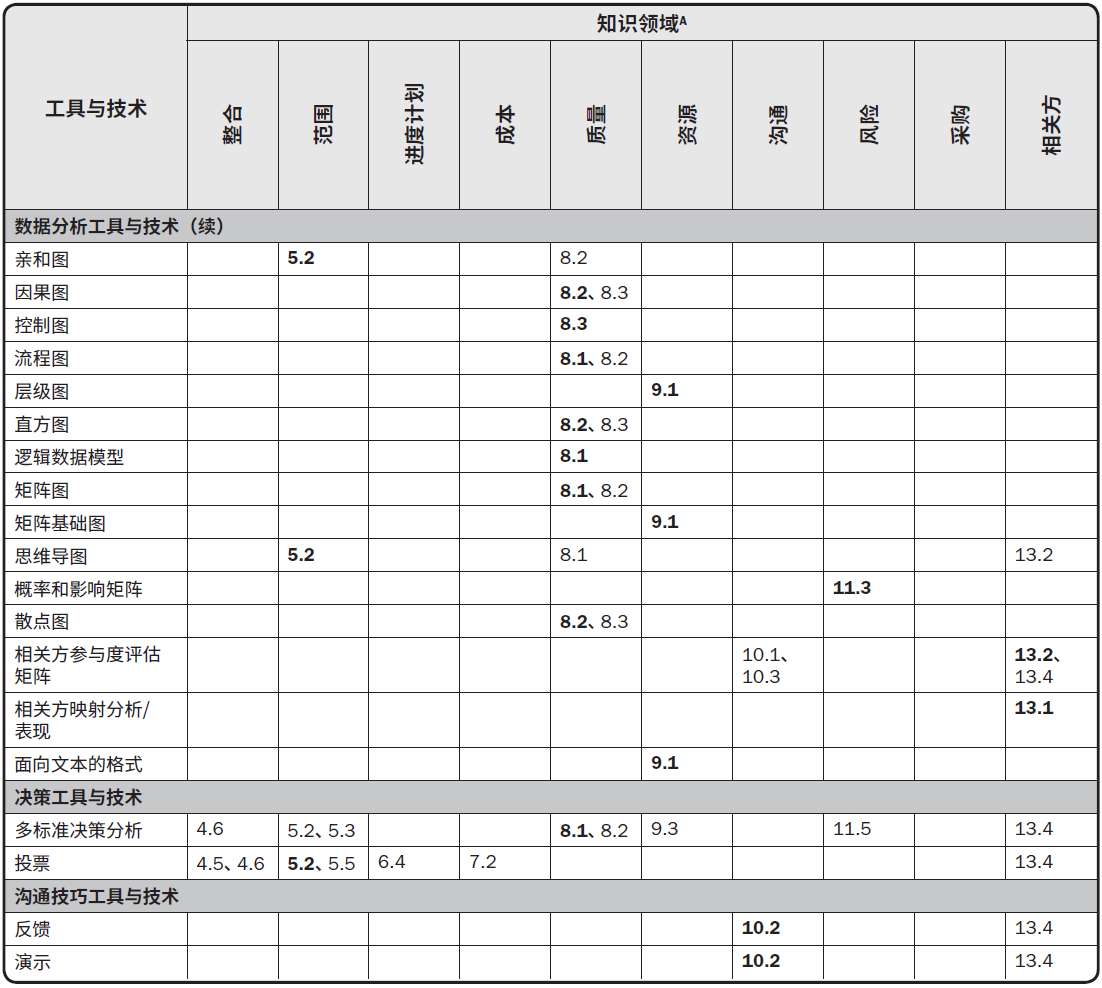 知识领域A
工具与技术 整合 范围 进度计划 成本 质量 资源 沟通 风险 采购 相关方
数据分析工具与技术（续）
亲和图 5.2 8.2
因果图 8.2、8.3
控制图 8.3
流程图 8.1、8.2
层级图 9.1
直方图 8.2、8.3
逻辑数据模型 8.1
矩阵图 8.1、8.2
矩阵基础图 9.1
思维导图 5.2 8.1 13.2
概率和影响矩阵 11.3
散点图 8.2、8.3
相关方参与度评估 10.1、 13.2、
矩阵 10.3 13.4
相关方映射分析/ 13.1
表现
面向文本的格式 9.1
决策工具与技术
多标准决策分析 4.6 5.2、5.3 8.1、8.2 9.3 11.5 13.4
投票 4.5、4.6 5.2、5.5 6.4 7.2 13.4
沟通技巧工具与技术
反馈 10.2 13.4
演示 10.2 13.4